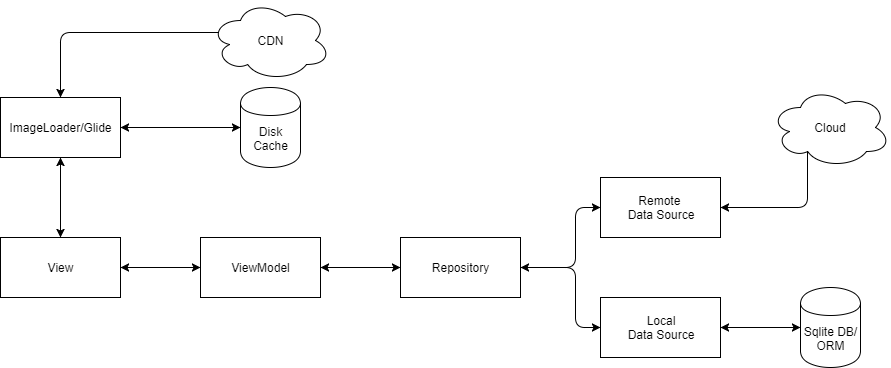 CDN
ImageLoader/Glide
Disk
Cache
Cloud
Remote
Data Source
View
ViewModel
Repository
Local
Data Source
Sqlite DB/
ORM